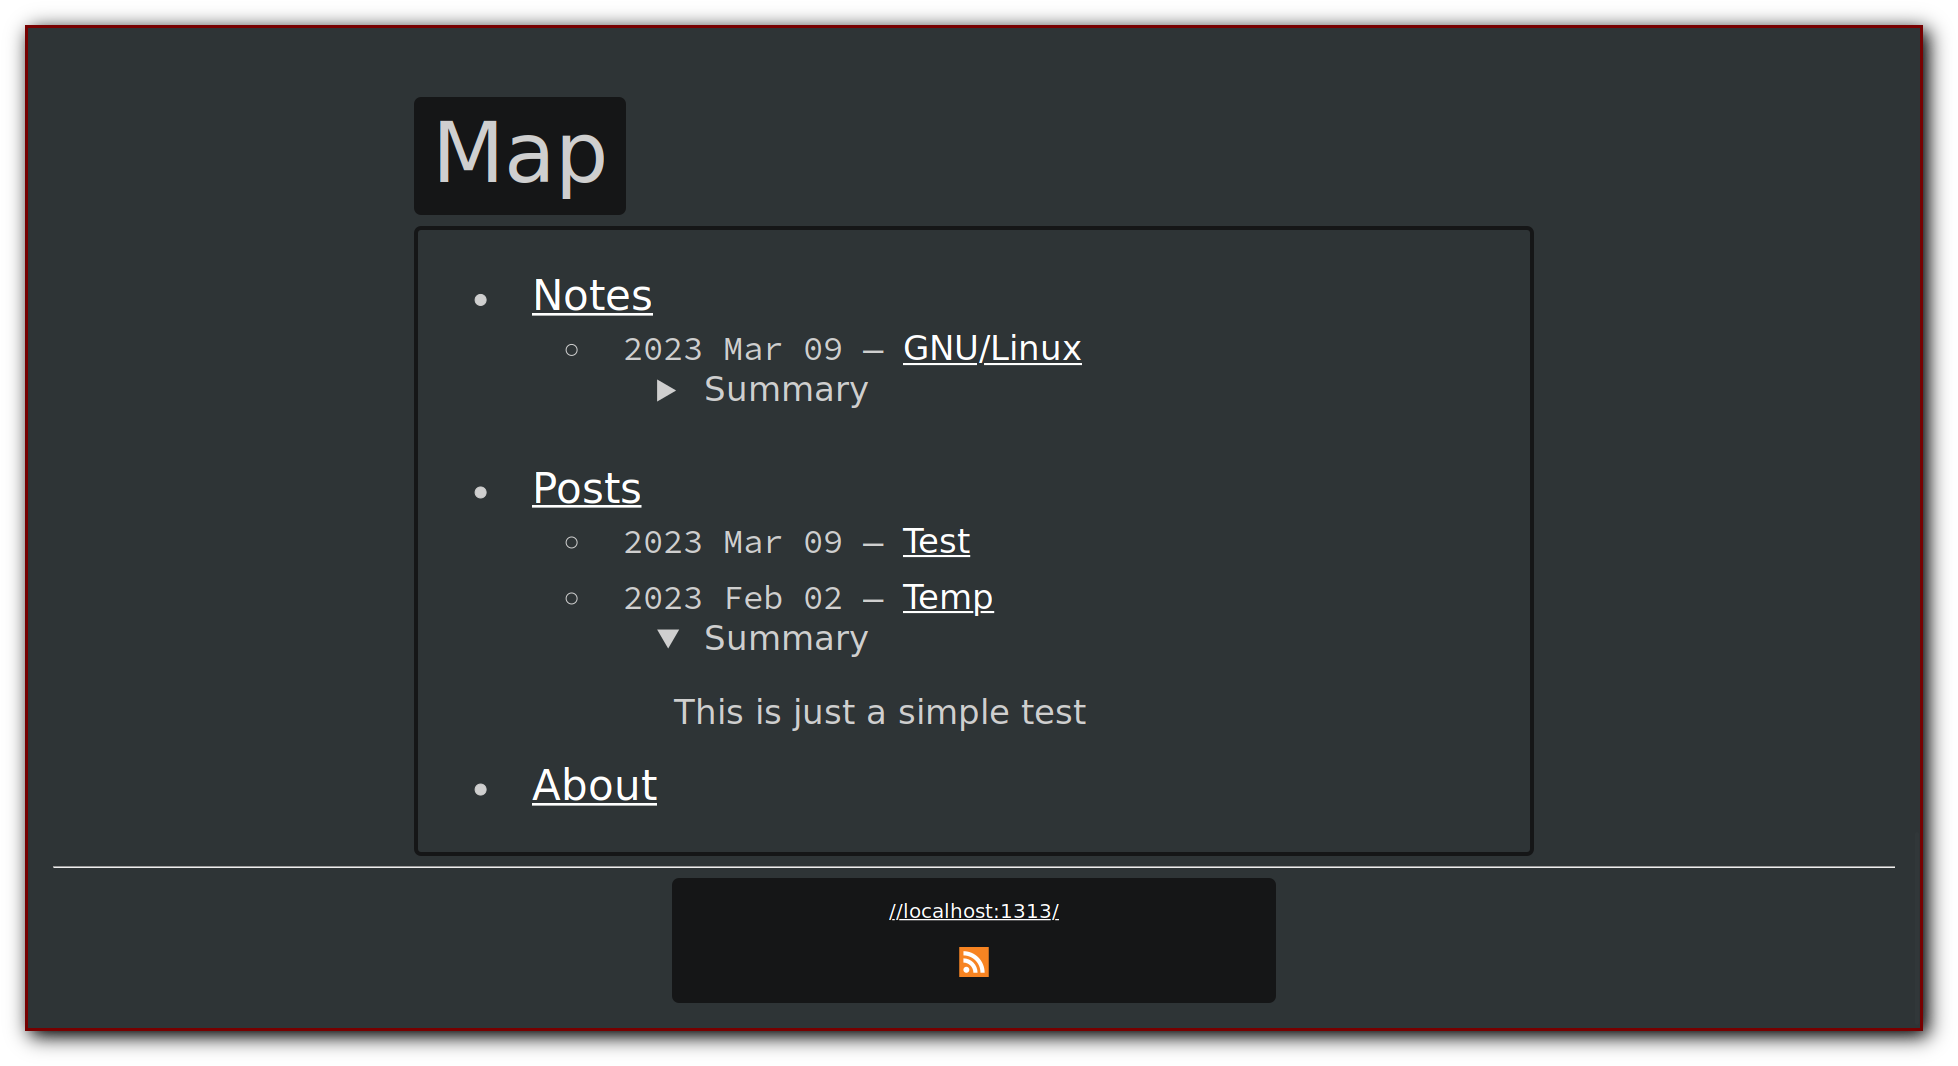 Map
Notes
2023 Mar 09 — GNU/Linux
Summary
Posts
2023 Mar 09 — Test
2023 Feb 02 — Temp
Summary
This is just a simple test
About
//localhost:1313/